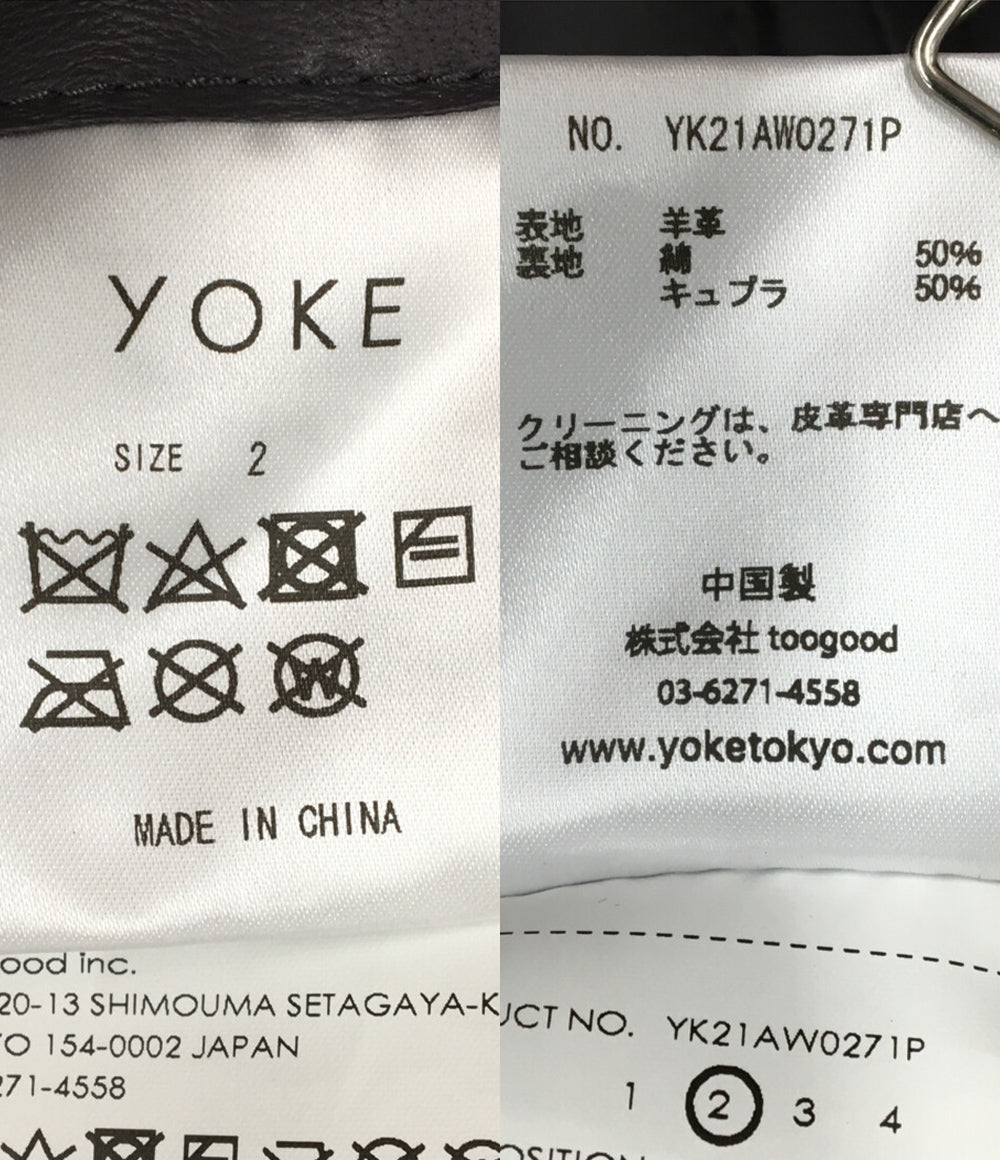 YOKE
SIZE 2
MADE IN CHINA
ood inc.
20-13 SHIMOUMA SETAGAYA-K
O 154-0002 JAPAN
271-4558
NO. YK21AW0271P
表地 羊革
裏地 綿 50%
キュプラ 50%
クリーニングは、皮革専門店へ
ご相談ください。
中国製
株式会社 toogood
03-6271-4558
www.yoketokyo.com
UCT NO. YK21AW0271P
1 2 3 4
OSITION